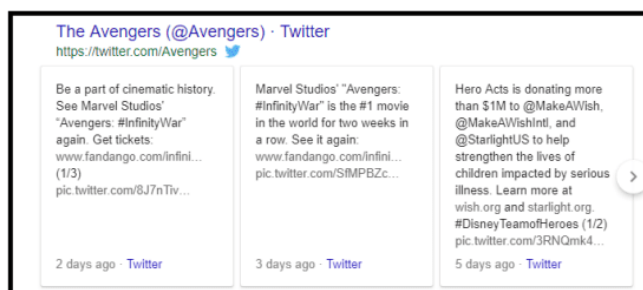 The Avengers (@Avengers) · Twitter
https://twitter.com/Avengers
Be a part of cinematic history.
See Marvel Studios'
"Avengers: #InfinityWar"
again. Get tickets:
www.fandango.com/infini...
(1/3)
pic.twitter.com/8J7nTiv...
2 days ago · Twitter
Marvel Studios' "Avengers:
#InfinityWar" is the #1 movie
in the world for two weeks in
a row. See it again:
www.fandango.com/infini...
pic.twitter.com/SfMPBZc...
3 days ago · Twitter
Hero Acts is donating more
than $1M to @MakeAWish,
@MakeAWishIntl, and
@StarlightUS to help
strengthen the lives of
children impacted by serious
illness. Learn more at
wish.org and starlight.org.
#DisneyTeamofHeroes (1/2)
pic.twitter.com/3RNQmk4...
5 days ago · Twitter